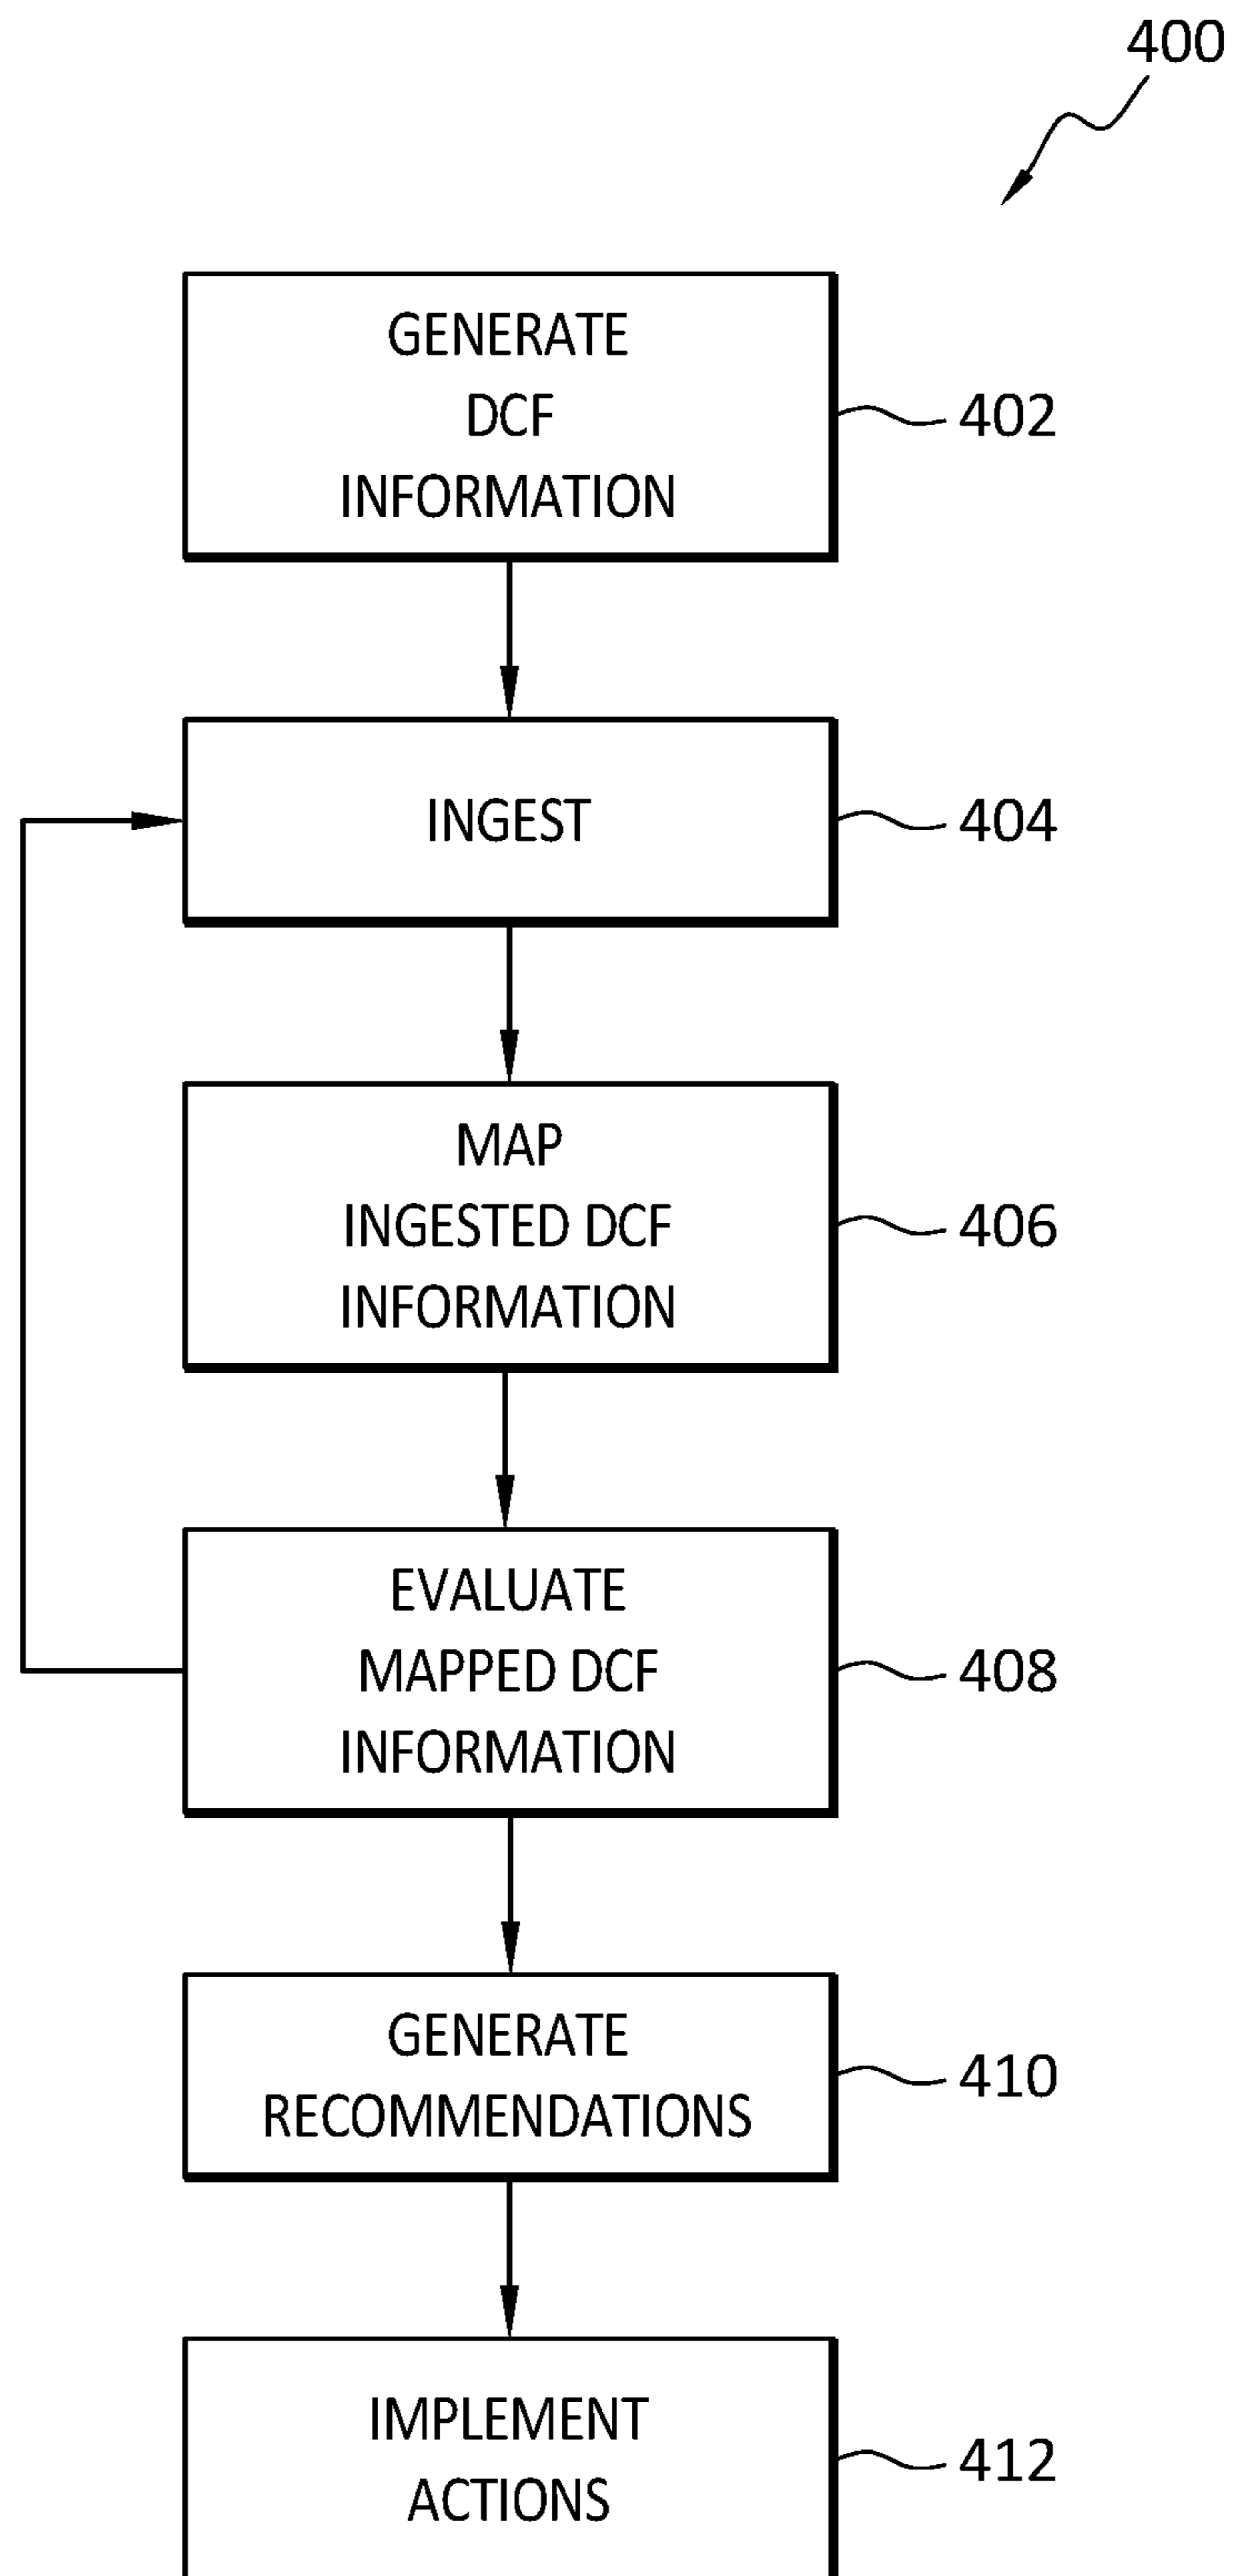 400
GENERATE
DCF
INFORMATION
402
INGEST
404
MAP
INGESTED DCF
INFORMATION
406
EVALUATE
MAPPED DCF
INFORMATION
408
GENERATE
RECOMMENDATIONS
410
IMPLEMENT
ACTIONS
412